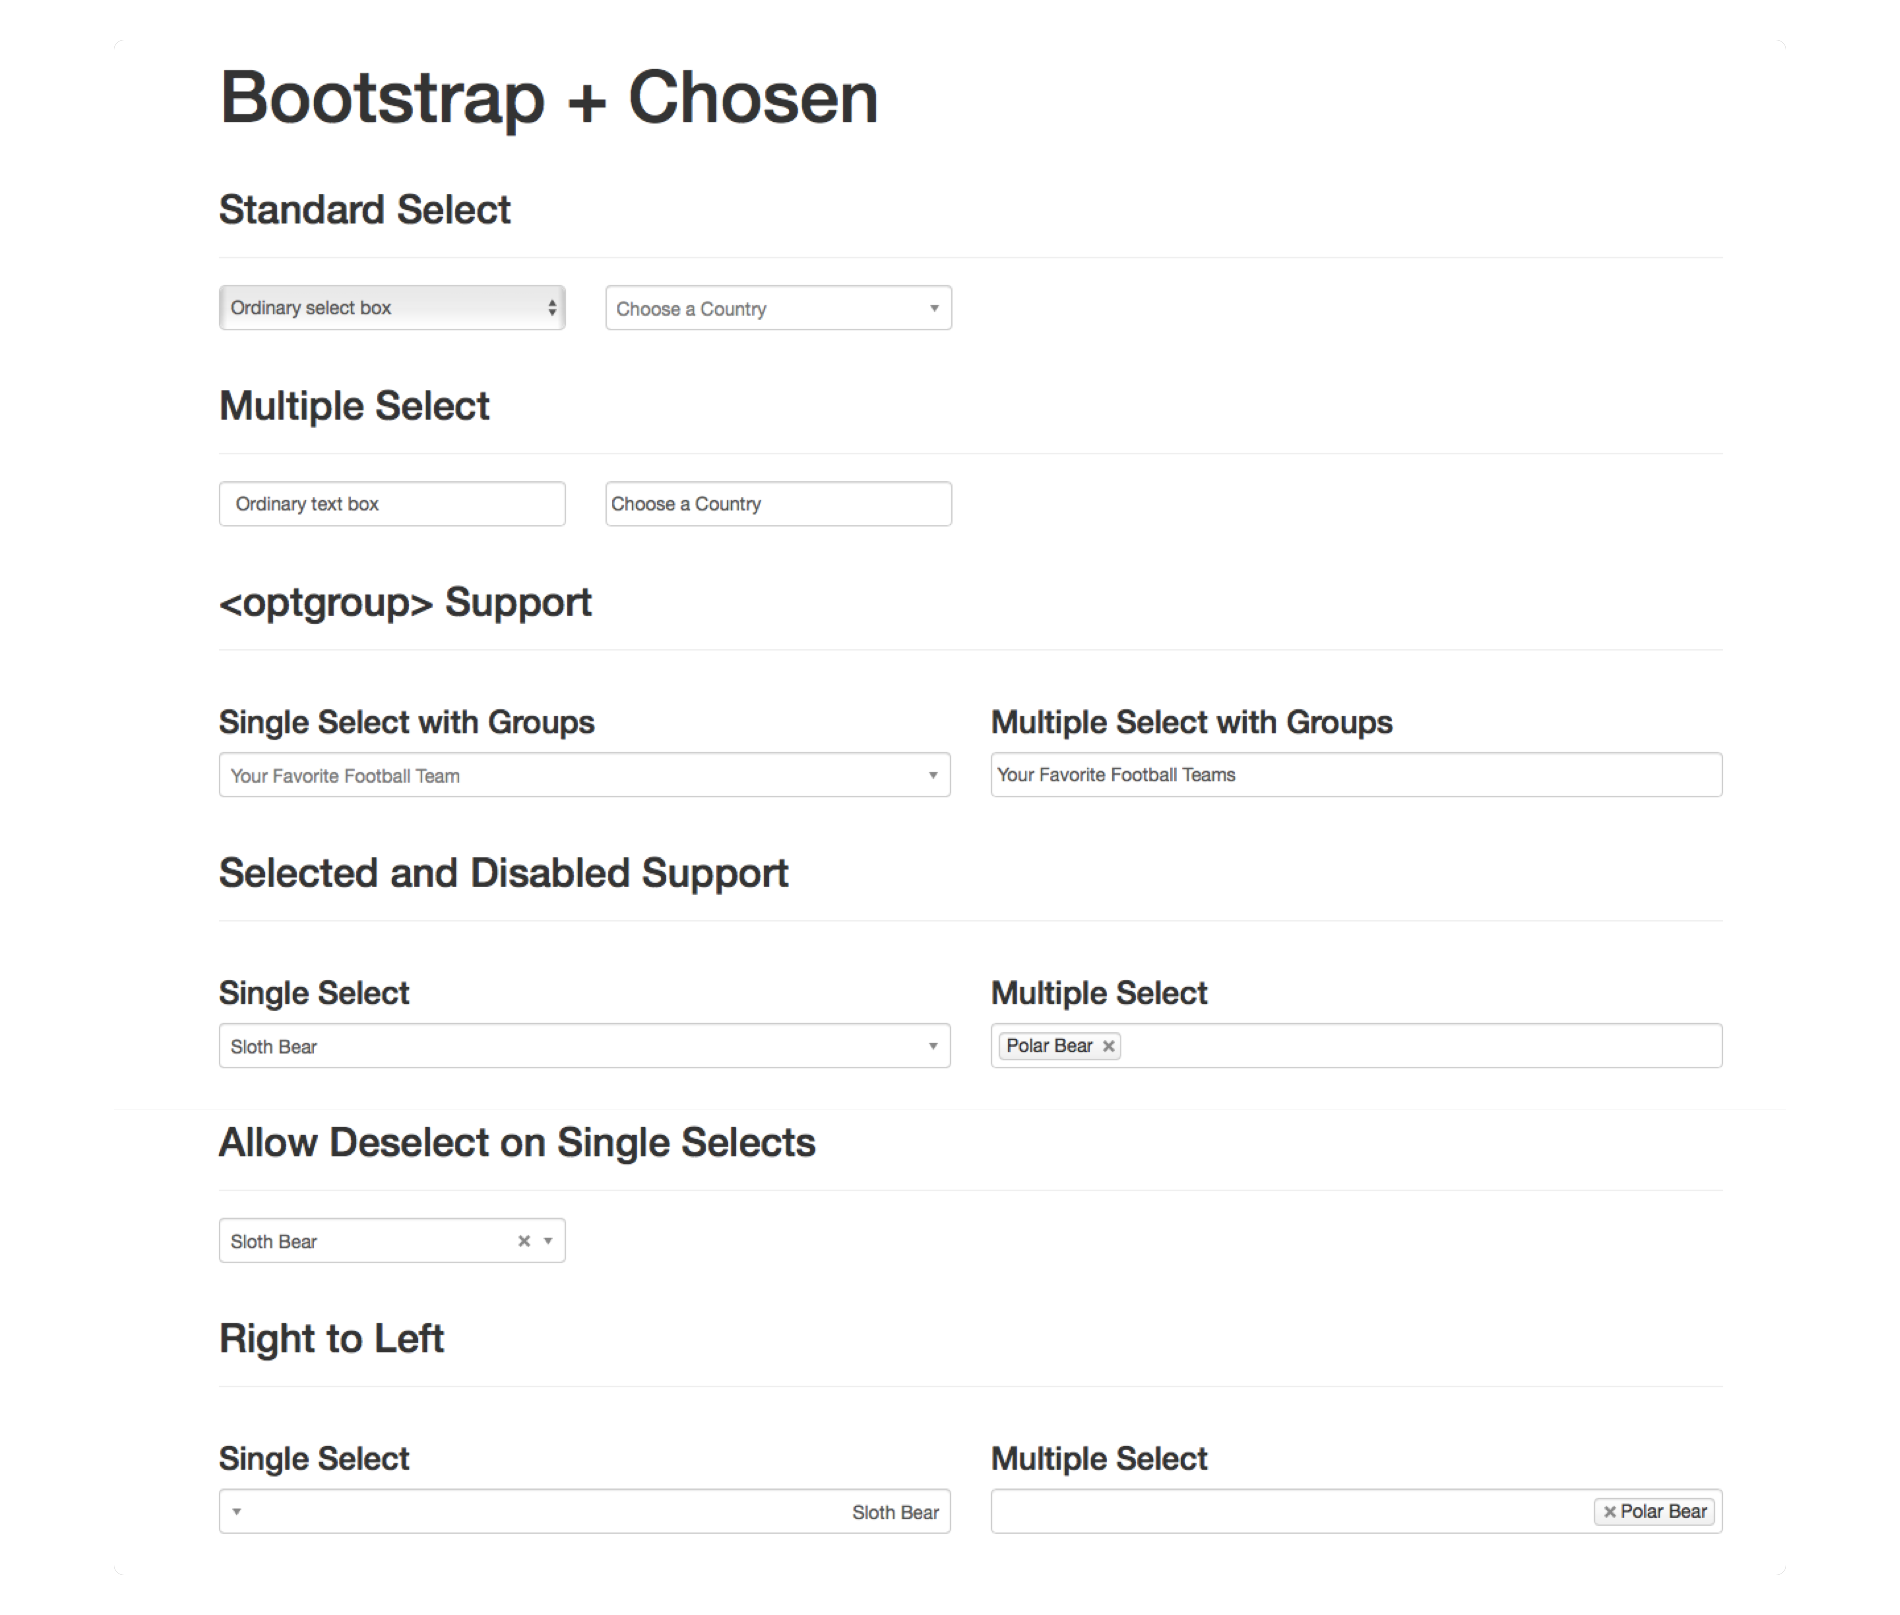 Bootstrap + Chosen
Standard Select
Ordinary select box
Choose a Country
Multiple Select
Ordinary text box
Choose a Country
<optgroup> Support
Single Select with Groups
Multiple Select with Groups
Your Favorite Football Team
Your Favorite Football Teams
Selected and Disabled Support
Single Select
Multiple Select
Sloth Bear
Polar Bear
Allow Deselect on Single Selects
Sloth Bear
Right to Left
Single Select
Multiple Select
Sloth Bear
Polar Bear